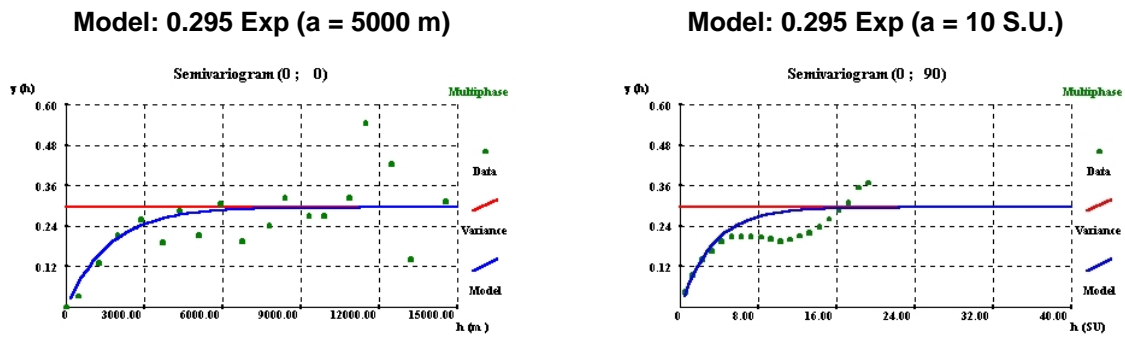 Model: 0.295 Exp (a = 5000 m)
Semivariogram (0 ; 0)
γ (h)
Multiphase
0.60
0.48
0.36
0.24
0.12
0
3000.00
6000.00
9000.00
12000.00
15000.00
h (m )
Data
Variance
Model
Model: 0.295 Exp (a = 10 S.U.)
Semivariogram (0 ; 90)
γ (h)
Multiphase
0.60
0.48
0.36
0.24
0.12
0
8.00
16.00
24.00
32.00
40.00
h (SU)
Data
Variance
Model